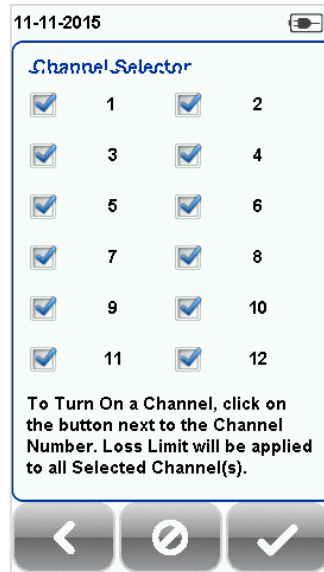 11-11-2015
Channel Selector
1 2
3 4
5 6
7 8
9 10
11 12
To Turn On a Channel, click on
the button next to the Channel
Number. Loss Limit will be applied
to all Selected Channel(s).